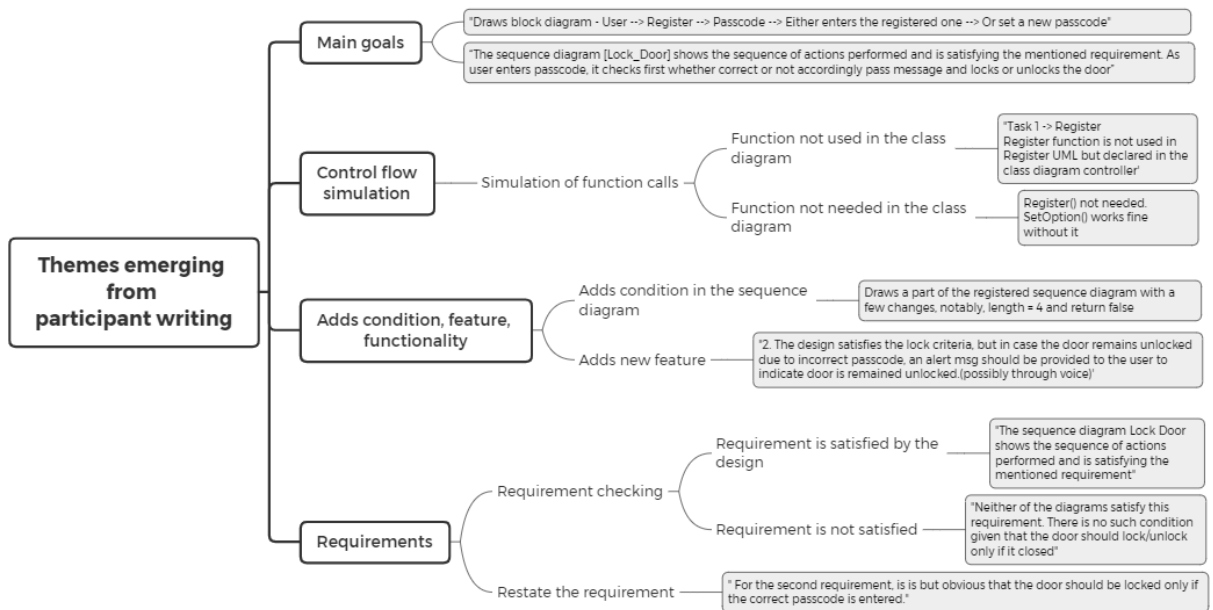 Themes emerging
from
participant writing
Main goals
"Draws block diagram - User --> Register --> Passcode --> Either enters the registered one --> Or set a new passcode"
"The sequence diagram [Lock_Door] shows the sequence of actions performed and is satisfying the mentioned requirement. As
user enters passcode, it checks first whether correct or not accordingly pass message and locks or unlocks the door"
Control flow
simulation
Simulation of function calls
Function not used in the class
diagram
"Task 1 -> Register
Register function is not used in
Register UML but declared in the
class diagram controller'
Function not needed in the class
diagram
Register() not needed.
SetOption() works fine
without it
Adds condition, feature,
functionality
Adds condition in the sequence
diagram
Draws a part of the registered sequence diagram with a
few changes, notably, length = 4 and return false
Adds new feature
"2. The design satisfies the lock criteria, but in case the door remains unlocked
due to incorrect passcode, an alert msg should be provided to the user to
indicate door is remained unlocked.(possibly through voice)'
Requirements
Requirement checking
Requirement is satisfied by the
design
"The sequence diagram Lock Door
shows the sequence of actions
performed and is satisfying the
mentioned requirement"
Requirement is not satisfied
"Neither of the diagrams satisfy this
requirement. There is no such condition
given that the door should lock/unlock
only if it closed"
Restate the requirement
" For the second requirement, is is but obvious that the door should be locked only if
the correct passcode is entered."